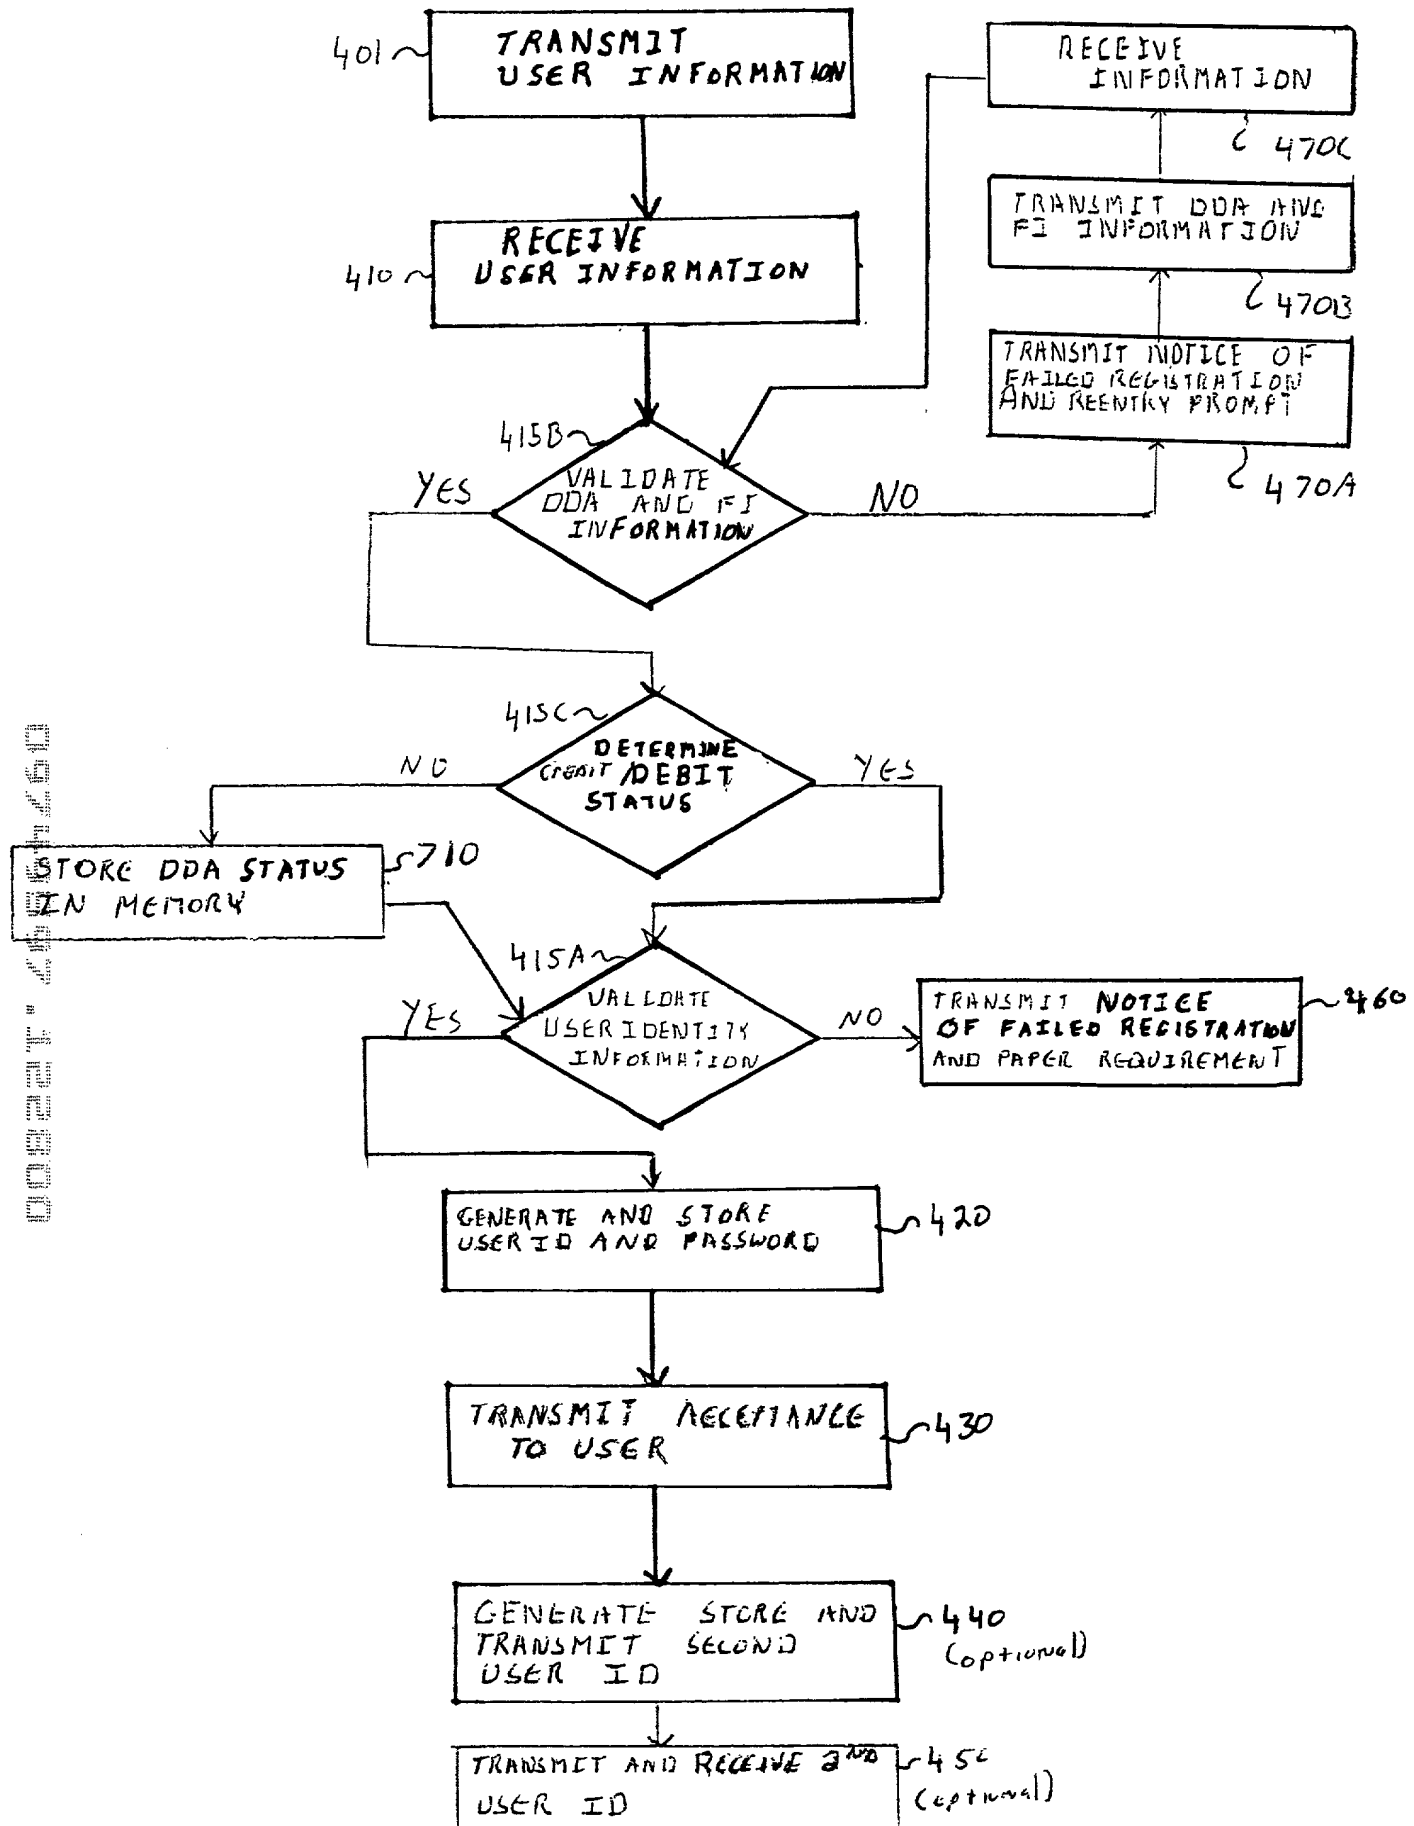 401
TRANSMIT
USER INFORMATION
RECEIVE
INFORMATION
470C
TRANSMIT DDA AND
FI INFORMATION
470B
TRANSMIT NOTICE OF
FAILED REGISTRATION
AND REENTRY PROMPT
470A
410
RECEIVE
USER INFORMATION
415B
YES
VALIDATE
DDA AND FI
INFORMATION
NO
415C
NO
DETERMINE
CREDIT/DEBIT
STATUS
YES
STORE DDA STATUS
IN MEMORY
710
415A
YES
VALIDATE
USER IDENTITY
INFORMATION
NO
TRANSMIT NOTICE
OF FAILED REGISTRATION
AND PAPER REQUIREMENT
460
GENERATE AND STORE
USER ID AND PASSWORD
420
TRANSMIT ACCEPTANCE
TO USER
430
GENERATE STORE AND
TRANSMIT SECOND
USER ID
440
(optional)
TRANSMIT AND RECEIVE 2ND
USER ID
(optional)